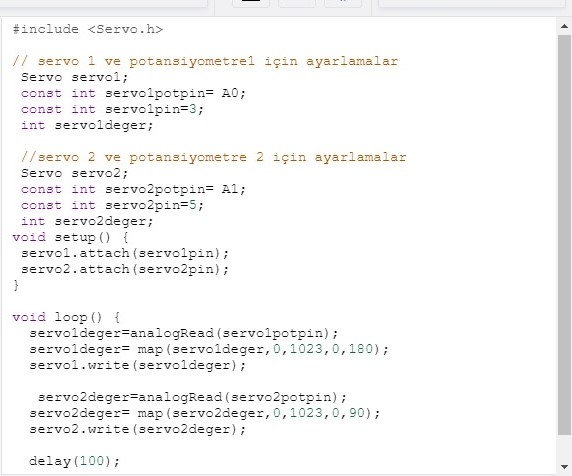 #include <Servo.h>
// servo 1 ve potansiyometre1 için ayarlamalar
Servo servo1;
const int servo1potpin= A0;
const int servo1pin=3;
int servo1deger;
//servo 2 ve potansiyometre 2 için ayarlamalar
Servo servo2;
const int servo2potpin= A1;
const int servo2pin=5;
int servo2deger;
void setup() {
servo1.attach(servo1pin);
servo2.attach(servo2pin);
}
void loop() {
servo1deger=analogRead(servo1potpin);
servo1deger= map(servo1deger,0,1023,0,180);
servo1.write(servo1deger);
servo2deger=analogRead(servo2potpin);
servo2deger= map(servo2deger,0,1023,0,90);
servo2.write(servo2deger);
delay(100);